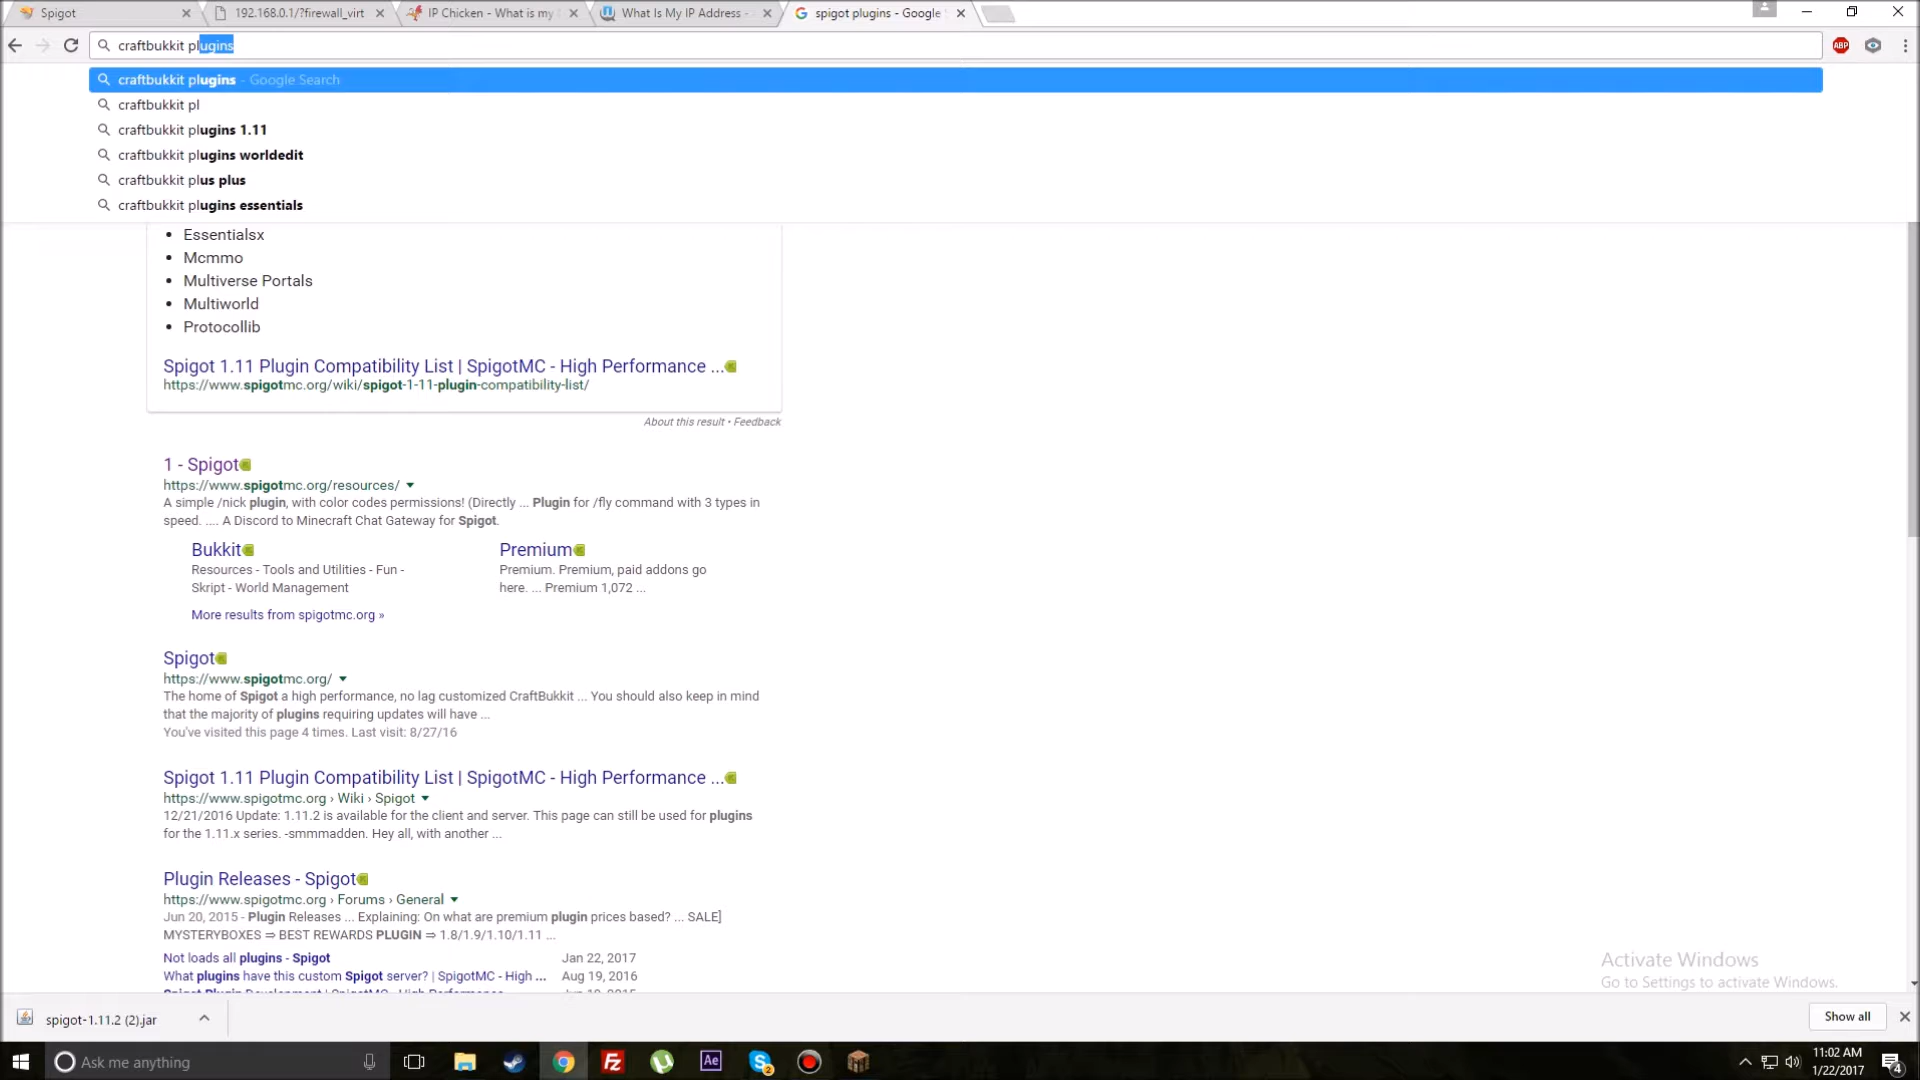 Spigot
192.168.0.1/?firewall_virt
IP Chicken - What is my
What Is My IP Address -
spigot plugins - Google
craftbukkit plugins
ABP
craftbukkit plugins - Google Search
craftbukkit pl
craftbukkit plugins 1.11
craftbukkit plugins worldedit
craftbukkit plus plus
craftbukkit plugins essentials
• Essentialsx
• Mcmmo
• Multiverse Portals
• Multiworld
• Protocollib
Spigot 1.11 Plugin Compatibility List | SpigotMC - High Performance ...
https://www.spigotmc.org/wiki/spigot-1-11-plugin-compatibility-list/
About this result • Feedback
1 - Spigot
https://www.spigotmc.org/resources/
A simple /nick plugin, with color codes permissions! (Directly ... Plugin for /fly command with 3 types in
speed. .... A Discord to Minecraft Chat Gateway for Spigot.
Bukkit
Resources - Tools and Utilities - Fun -
Skript - World Management
Premium
Premium. Premium, paid addons go
here. ... Premium 1,072 ...
More results from spigotmc.org »
Spigot
https://www.spigotmc.org/
The home of Spigot a high performance, no lag customized CraftBukkit ... You should also keep in mind
that the majority of plugins requiring updates will have ...
You've visited this page 4 times. Last visit: 8/27/16
Spigot 1.11 Plugin Compatibility List | SpigotMC - High Performance ...
https://www.spigotmc.org › Wiki › Spigot
12/21/2016 Update: 1.11.2 is available for the client and server. This page can still be used for plugins
for the 1.11.x series. -smmmadden. Hey all, with another ...
Plugin Releases - Spigot
https://www.spigotmc.org › Forums › General
Jun 20, 2015 - Plugin Releases ... Explaining: On what are premium plugin prices based? ... SALE]
MYSTERYBOXES ⇒ BEST REWARDS PLUGIN ⇒ 1.8/1.9/1.10/1.11 ...
Not loads all plugins - Spigot Jan 22, 2017
What plugins have this custom Spigot server? | SpigotMC - High ... Aug 19, 2016
Activate Windows
Go to Settings to activate Windows.
spigot-1.11.2 (2).jar
Show all
Ask me anything
Fz
Ae
2
11:02 AM
1/22/2017
4